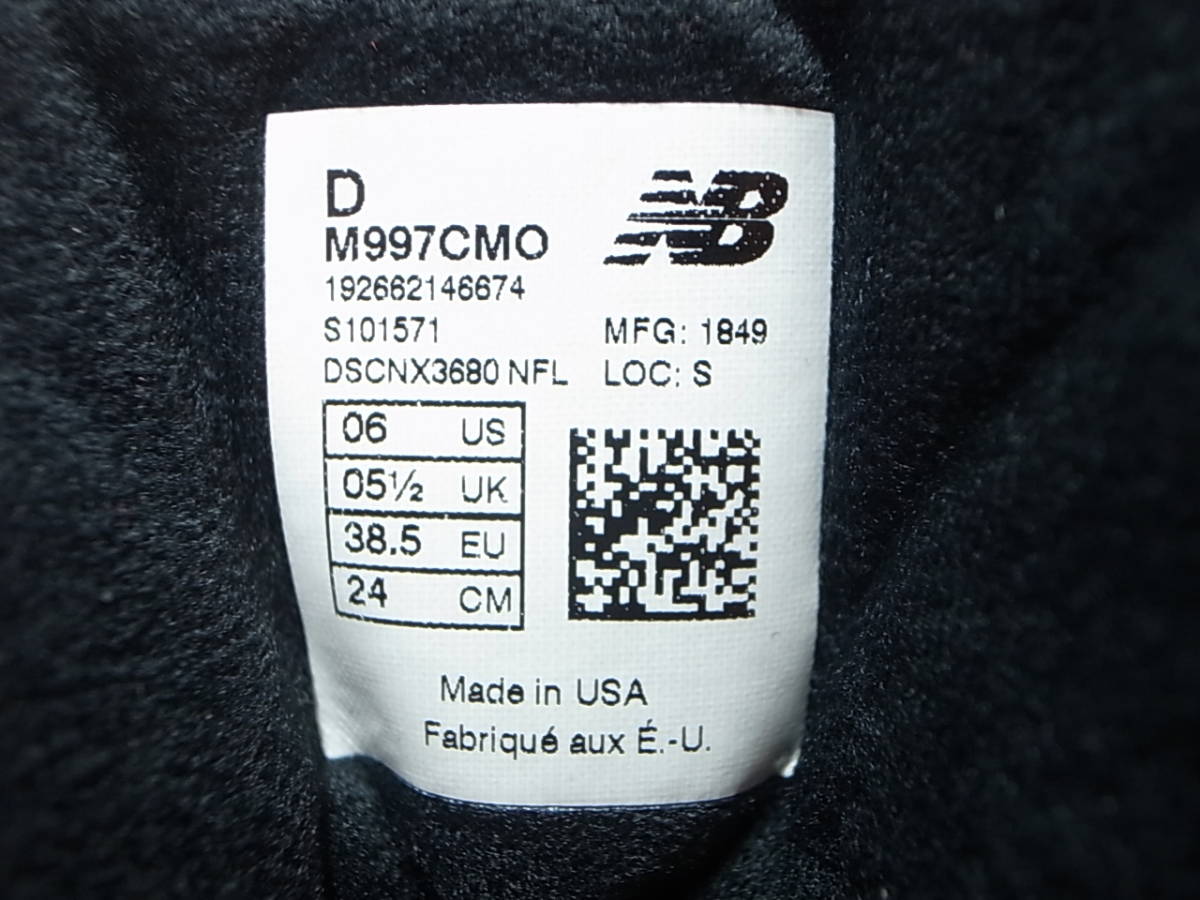 D
NB
M997CMO
192662146674
S101571 MFG: 1849
DSCNX3680 NFL LOC: S
06 US
05½ UK
38.5 EU
24 CM
Made in USA
Fabriqué aux É.-U.